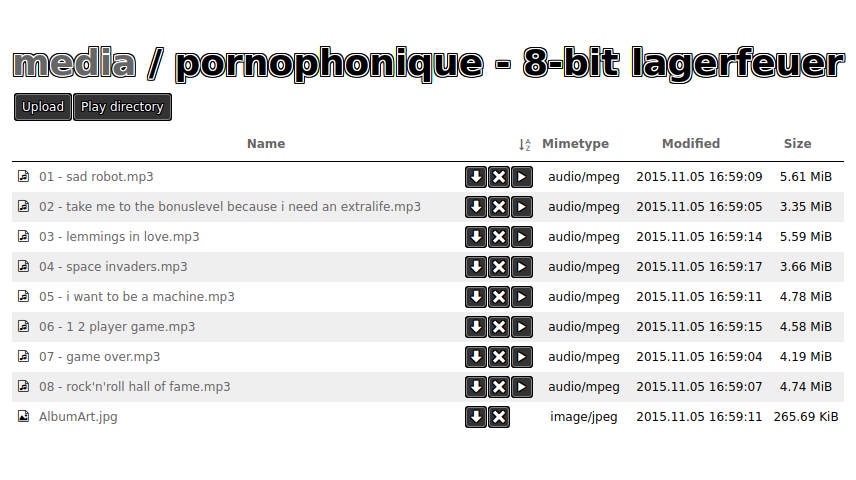 media / pornophonique - 8-bit lagerfeuer
Upload Play directory
Name AZ Mimetype Modified Size
01 - sad robot.mp3 audio/mpeg 2015.11.05 16:59:09 5.61 MiB
02 - take me to the bonuslevel because i need an extralife.mp3 audio/mpeg 2015.11.05 16:59:05 3.35 MiB
03 - lemmings in love.mp3 audio/mpeg 2015.11.05 16:59:14 5.59 MiB
04 - space invaders.mp3 audio/mpeg 2015.11.05 16:59:17 3.66 MiB
05 - i want to be a machine.mp3 audio/mpeg 2015.11.05 16:59:11 4.78 MiB
06 - 1 2 player game.mp3 audio/mpeg 2015.11.05 16:59:15 4.58 MiB
07 - game over.mp3 audio/mpeg 2015.11.05 16:59:04 4.19 MiB
08 - rock'n'roll hall of fame.mp3 audio/mpeg 2015.11.05 16:59:07 4.74 MiB
AlbumArt.jpg image/jpeg 2015.11.05 16:59:11 265.69 KiB